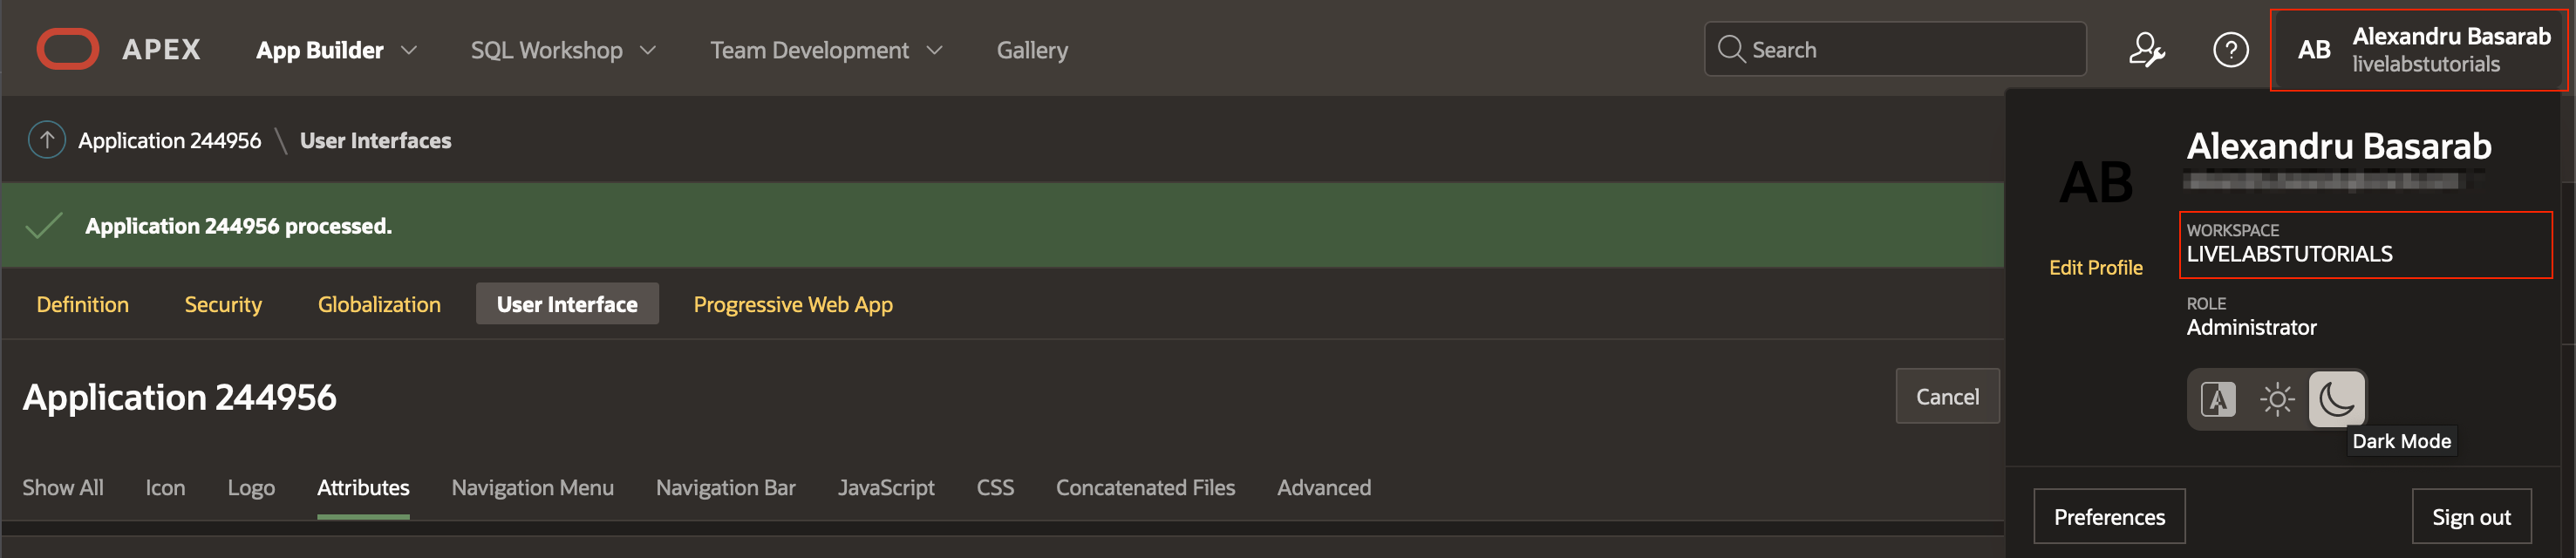 APEX App Builder SQL Workshop Team Development Gallery Search ? AB Alexandru Basarab
livelabstutorials
Application 244956 \ User Interfaces
Application 244956 processed.
Definition Security Globalization User Interface Progressive Web App
Application 244956
Cancel
Show All Icon Logo Attributes Navigation Menu Navigation Bar JavaScript CSS Concatenated Files Advanced
AB
Edit Profile
Alexandru Basarab
WORKSPACE
LIVELABSTUTORIALS
ROLE
Administrator
A
Dark Mode
Preferences Sign out